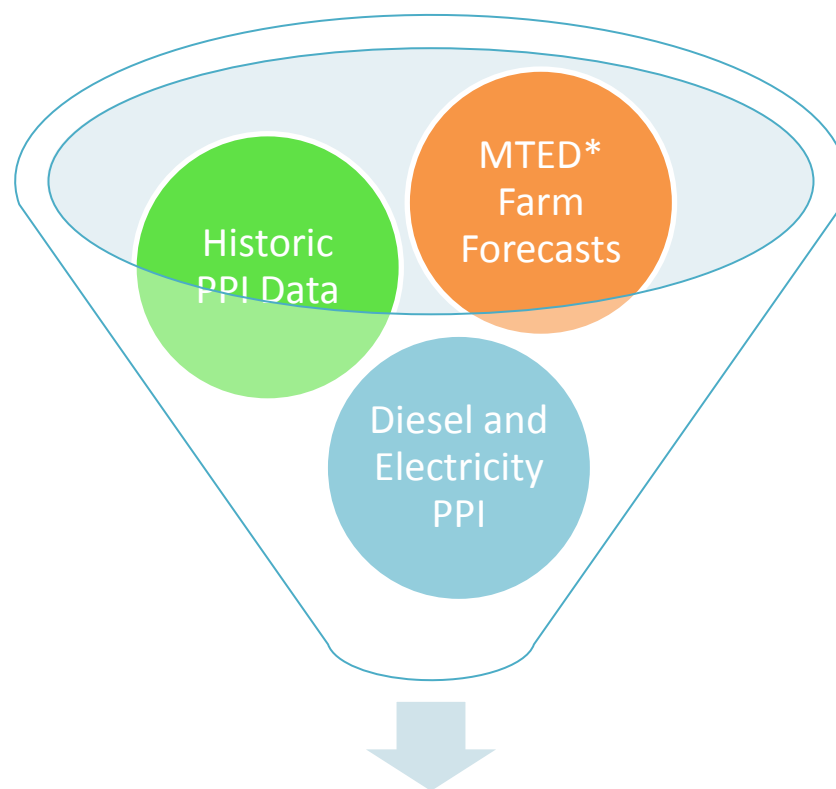 Historic
PPI Data
MTED*
Farm
Forecasts
Diesel and
Electricity
PPI